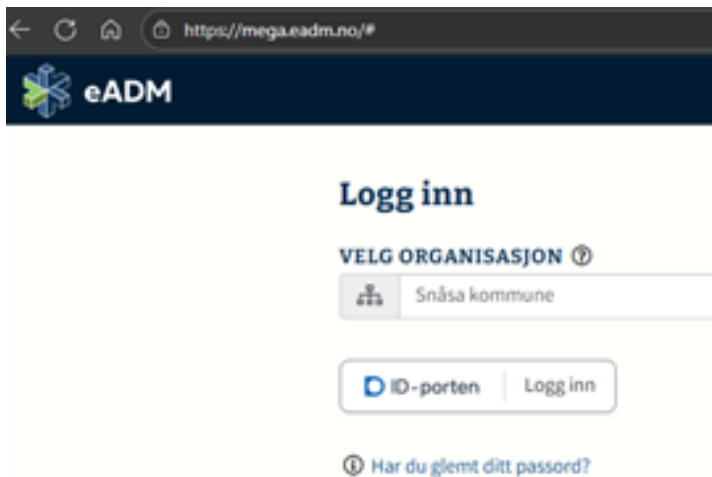 https://mega.eadm.no/#
eADM
Logg inn
VELG ORGANISASJON
Snåsa kommune
ID-porten Logg inn
Har du glemt ditt passord?